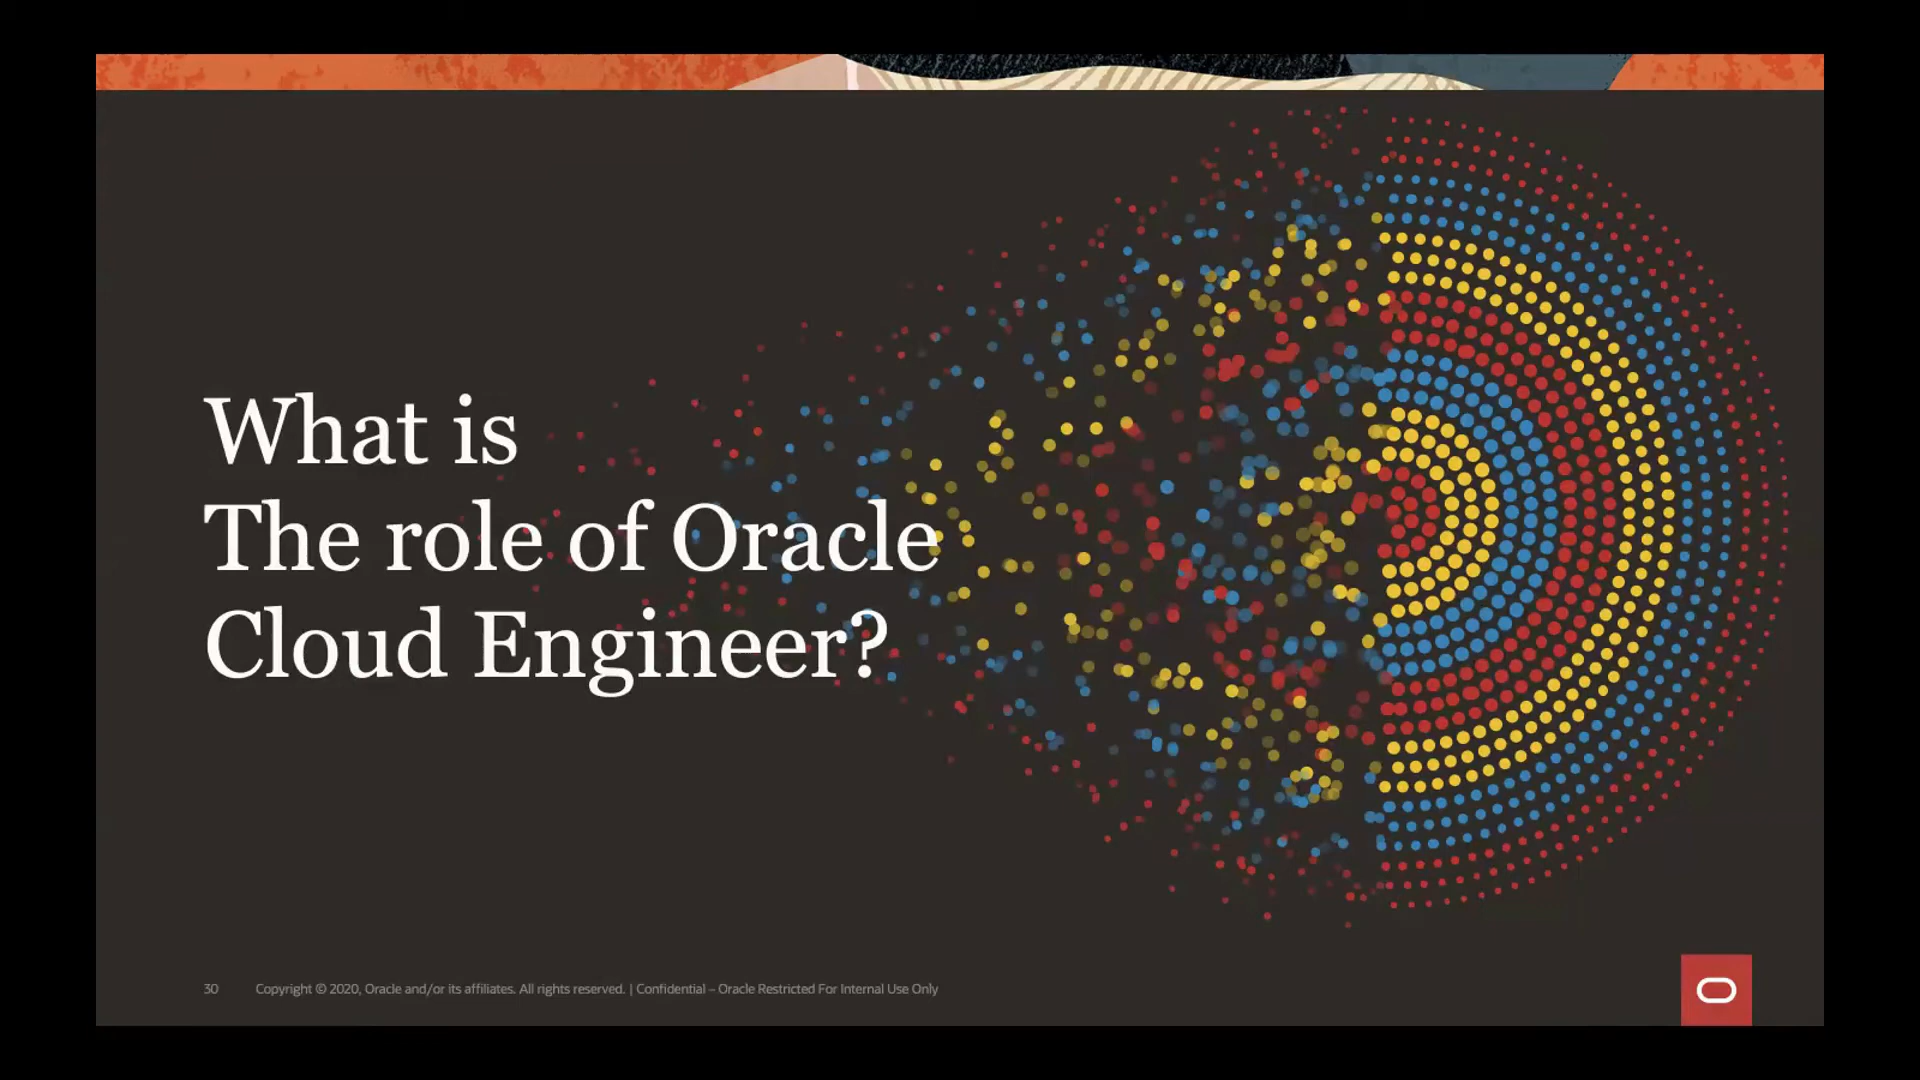 What is
The role of Oracle
Cloud Engineer?
30 Copyright © 2020, Oracle and/or its affiliates. All rights reserved. | Confidential – Oracle Restricted For Internal Use Only